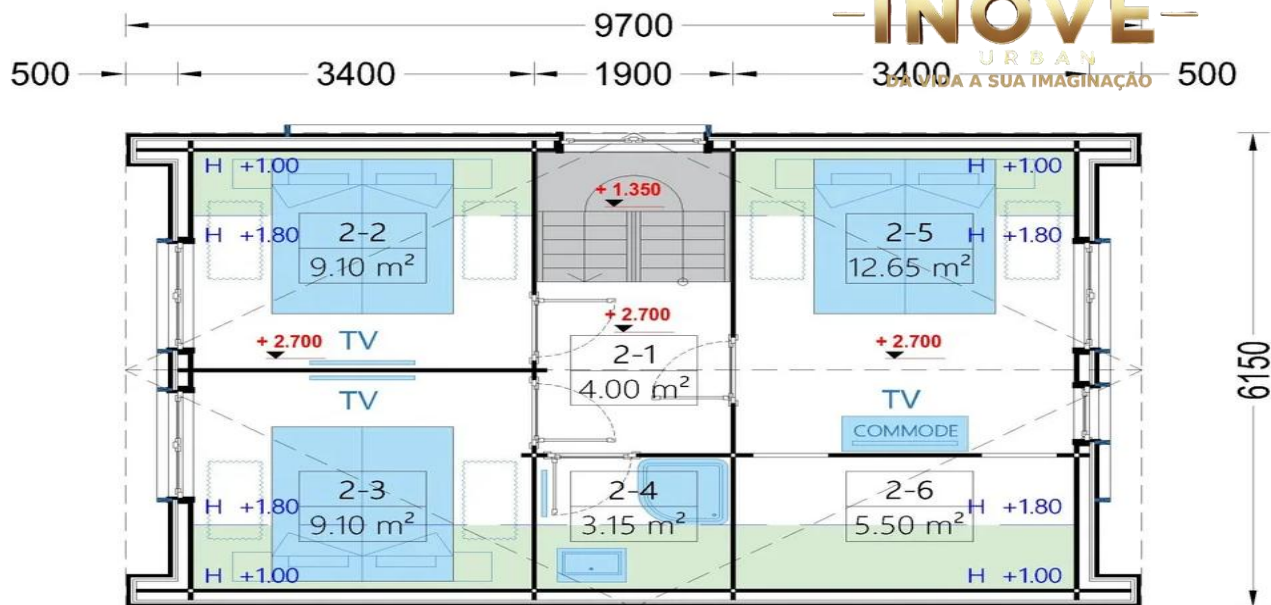 INOVE
URBAN
DÁ VIDA A SUA IMAGINAÇÃO
9700
500 3400 1900 3400 500
H +1.00 H +1.00
+ 1.350
2-2 2-5
H +1.80 H +1.80
9.10 m² 12.65 m²
+ 2.700
+ 2.700 TV + 2.700
2-1
4.00 m²
TV TV
COMMODE
6150
2-3 2-4 2-6
H +1.80 H +1.80
9.10 m² 3.15 m² 5.50 m²
H +1.00 H +1.00